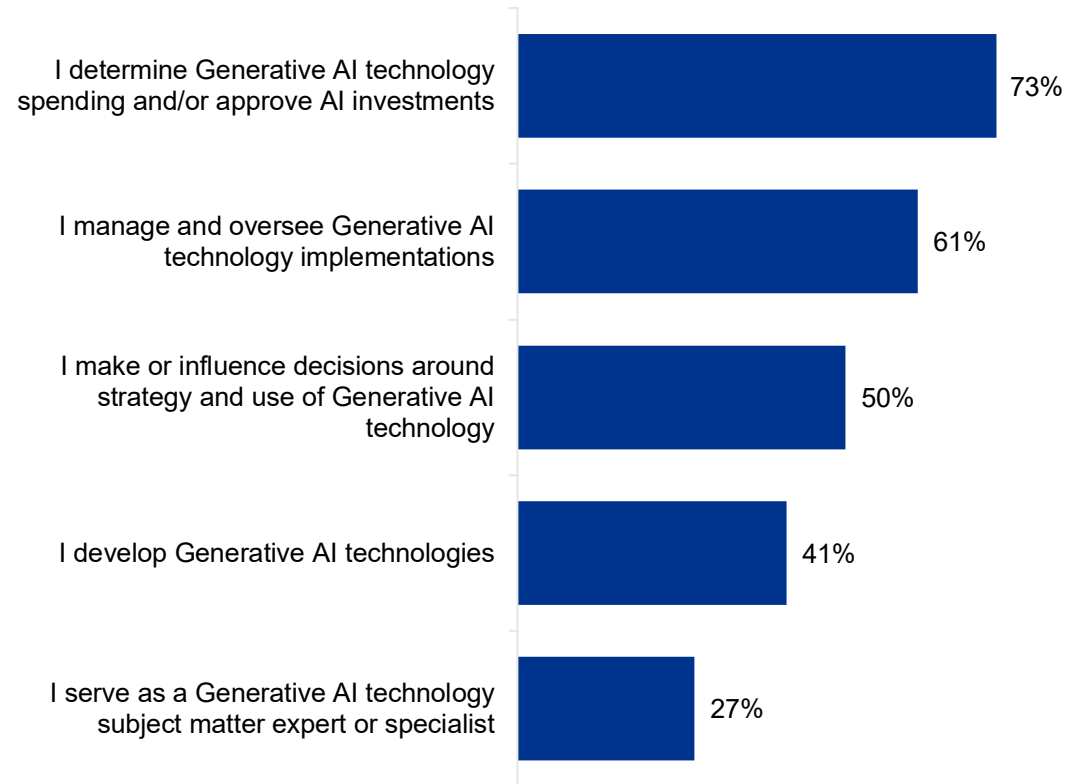 I determine Generative AI technology
spending and/or approve AI investments
73%
I manage and oversee Generative AI
technology implementations
61%
I make or influence decisions around
strategy and use of Generative AI
technology
50%
I develop Generative AI technologies
41%
I serve as a Generative AI technology
subject matter expert or specialist
27%